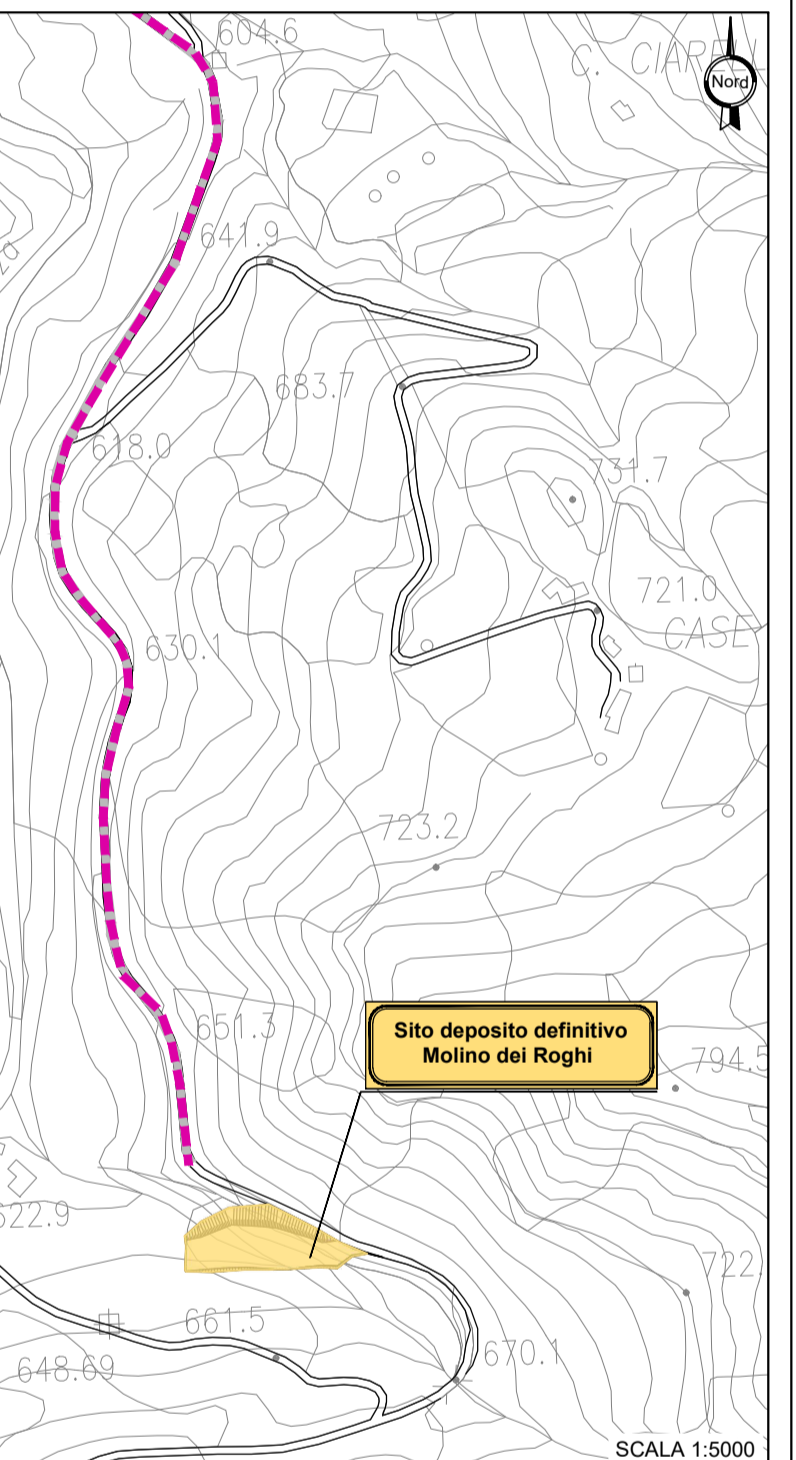 604.6
C. CIARELL
Nord
641.9
683.7
618.0
731.7
721.0
CASE
630.1
723.2
651.3
Sito deposito definitivo
Molino dei Roghi
794.5
622.9
722.
661.5
670.1
648.69
SCALA 1:5000